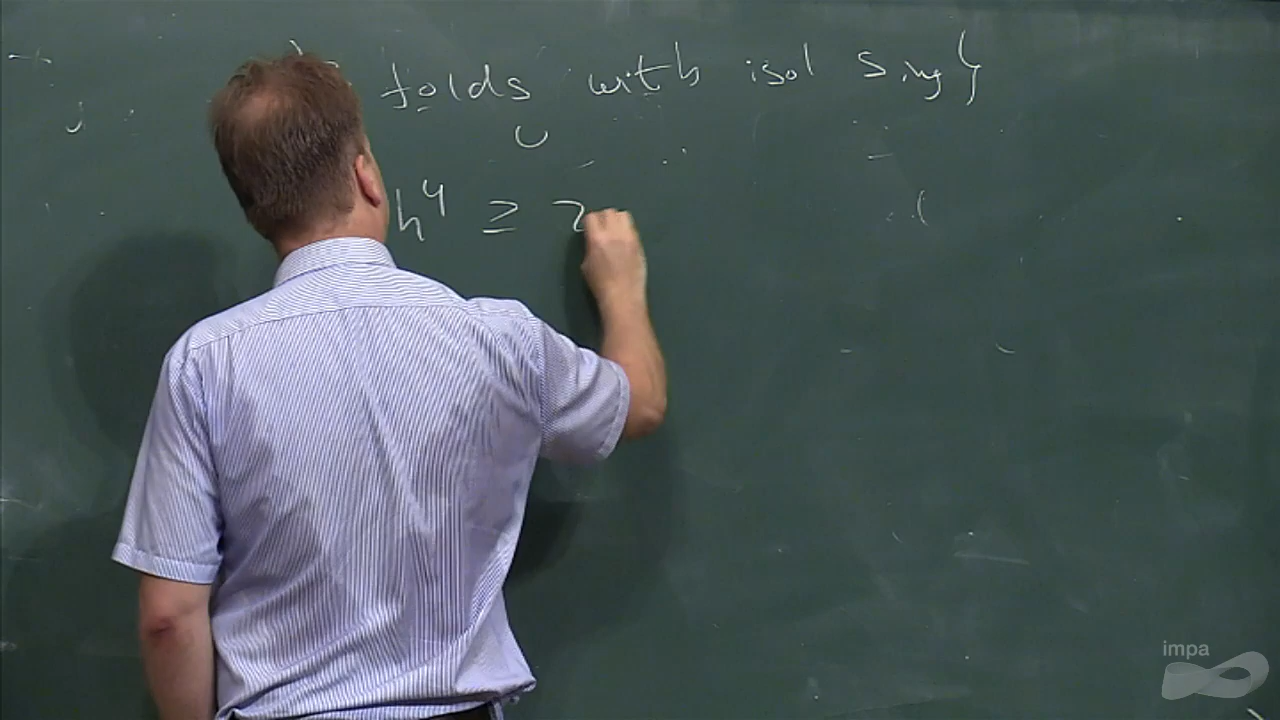 folds with isol sing}
∪
h⁴ ≥ 2
impa